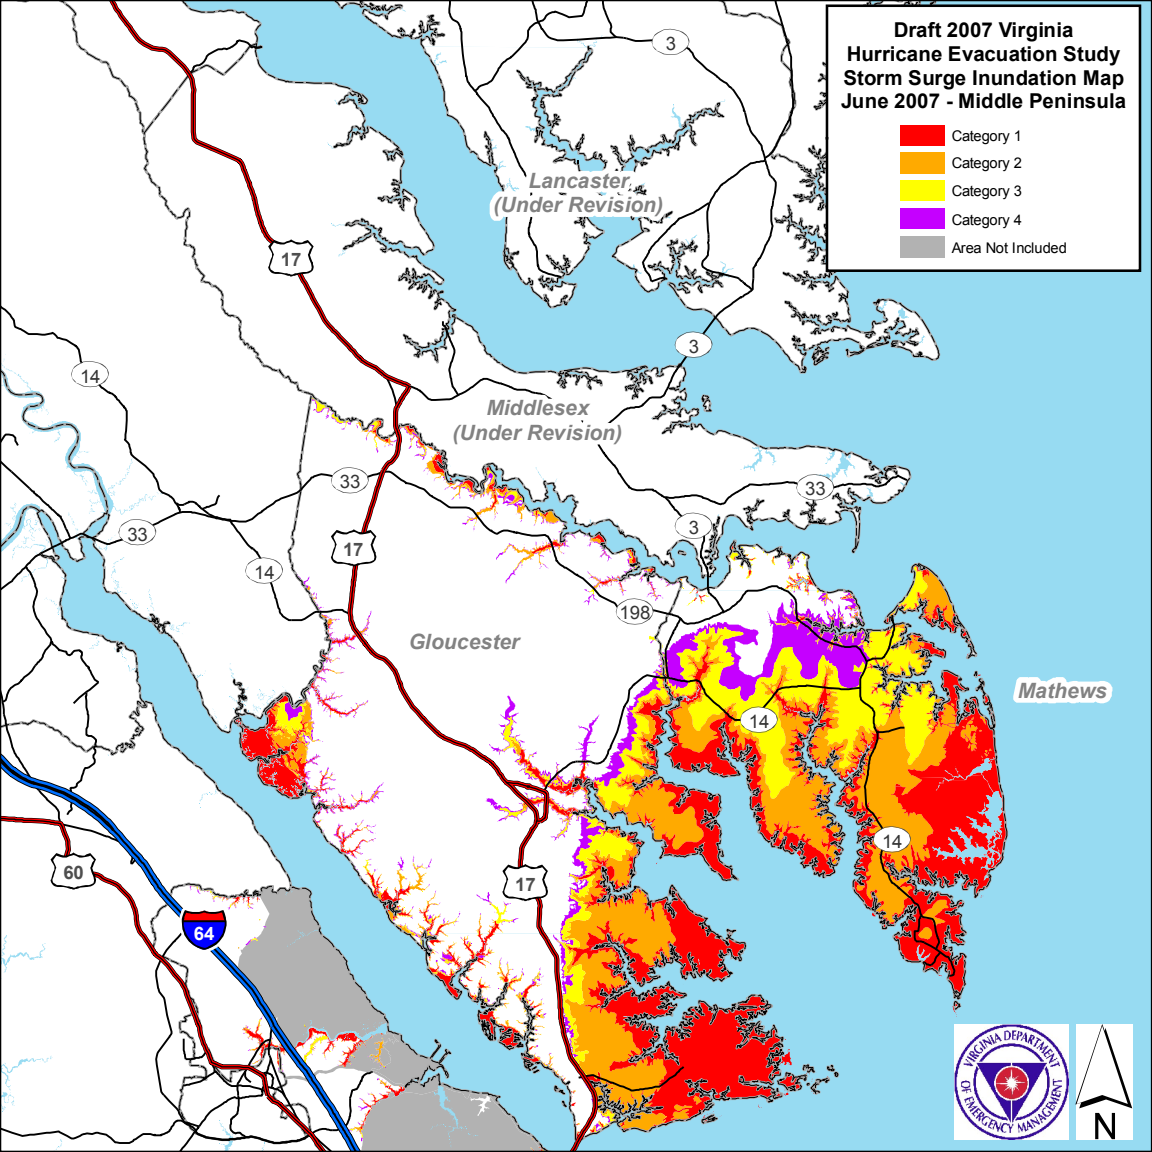 Draft 2007 Virginia
Hurricane Evacuation Study
Storm Surge Inundation Map
June 2007 - Middle Peninsula
Category 1
Category 2
Category 3
Category 4
Area Not Included
3
Lancaster
(Under Revision)
17
3
14
Middlesex
(Under Revision)
33
33
3
33
17
14
198
Gloucester
Mathews
14
14
60
17
64
VIRGINIA DEPARTMENT
OF EMERGENCY MANAGEMENT
N